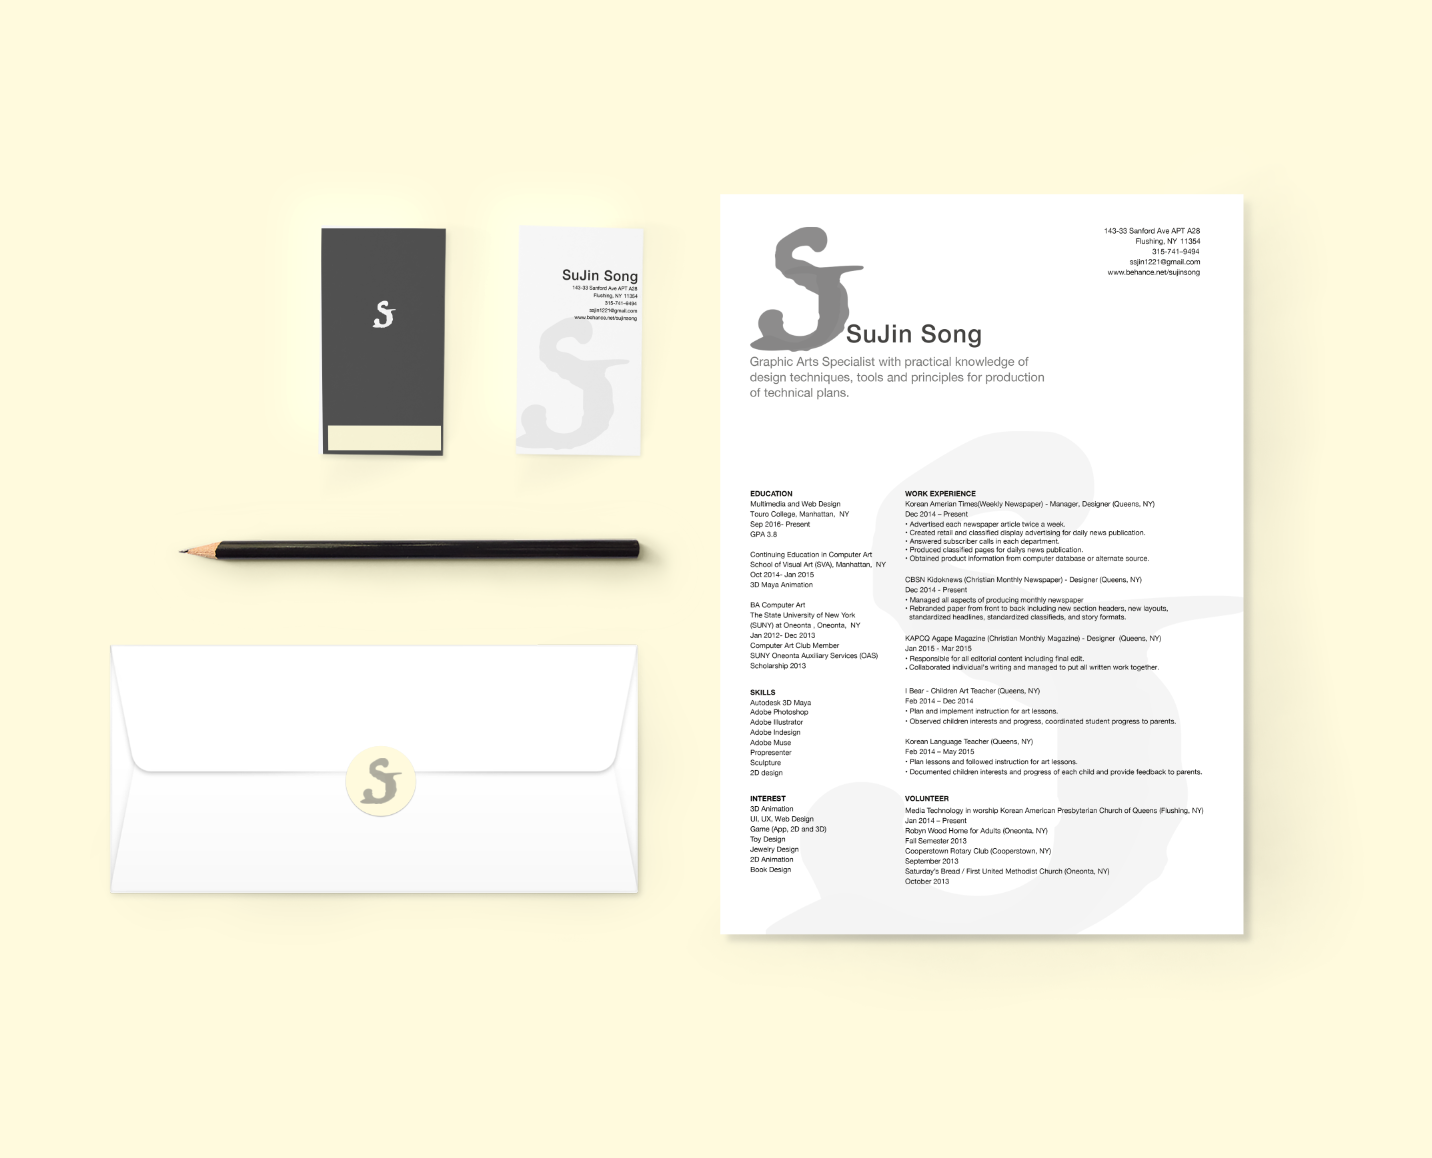 SuJin Song
143-33 Sanford Ave APT A28
Flushing, NY 11354
315-741-9494
ssjin1221@gmail.com
www.behance.net/sujinsong
143-33 Sanford Ave APT A28
Flushing, NY 11354
315-741-9494
ssjin1221@gmail.com
www.behance.net/sujinsong
SJ
SuJin Song
Graphic Arts Specialist with practical knowledge of
design techniques, tools and principles for production
of technical plans.
EDUCATION
Multimedia and Web Design
Touro College, Manhattan, NY
Sep 2016- Present
GPA 3.8
Continuing Education in Computer Art
School of Visual Art (SVA), Manhattan, NY
Oct 2014- Jan 2015
3D Maya Animation
BA Computer Art
The State University of New York
(SUNY) at Oneonta , Oneonta, NY
Jan 2012- Dec 2013
Computer Art Club Member
SUNY Oneonta Auxiliary Services (OAS)
Scholarship 2013
SKILLS
Autodesk 3D Maya
Adobe Photoshop
Adobe Illustrator
Adobe Indesign
Adobe Muse
Propresenter
Sculpture
2D design
INTEREST
3D Animation
UI, UX, Web Design
Game (App, 2D and 3D)
Toy Design
Jewelry Design
2D Animation
Book Design
WORK EXPERIENCE
Korean Amerian Times(Weekly Newspaper) - Manager, Designer (Queens, NY)
Dec 2014 – Present
• Advertised each newspaper article twice a week.
• Created retail and classified display advertising for daily news publication.
• Answered subscriber calls in each department.
• Produced classified pages for dailys news publication.
• Obtained product information from computer database or alternate source.
CBSN Kidoknews (Christian Monthly Newspaper) - Designer (Queens, NY)
Dec 2014 - Present
• Managed all aspects of producing monthly newspaper
• Rebranded paper from front to back including new section headers, new layouts,
standardized headlines, standardized classifieds, and story formats.
KAPCQ Agape Magazine (Christian Monthly Magazine) - Designer (Queens, NY)
Jan 2015 - Mar 2015
• Responsible for all editorial content including final edit.
• Collaborated individual's writing and managed to put all written work together.
I Bear - Children Art Teacher (Queens, NY)
Feb 2014 – Dec 2014
• Plan and implement instruction for art lessons.
• Observed children interests and progress, coordinated student progress to parents.
Korean Language Teacher (Queens, NY)
Feb 2014 – May 2015
• Plan lessons and followed instruction for art lessons.
• Documented children interests and progress of each child and provide feedback to parents.
VOLUNTEER
Media Technology in worship Korean American Presbyterian Church of Queens (Flushing, NY)
Jan 2014 – Present
Robyn Wood Home for Adults (Oneonta, NY)
Fall Semester 2013
Cooperstown Rotary Club (Cooperstown, NY)
September 2013
Saturday's Bread / First United Methodist Church (Oneonta, NY)
October 2013